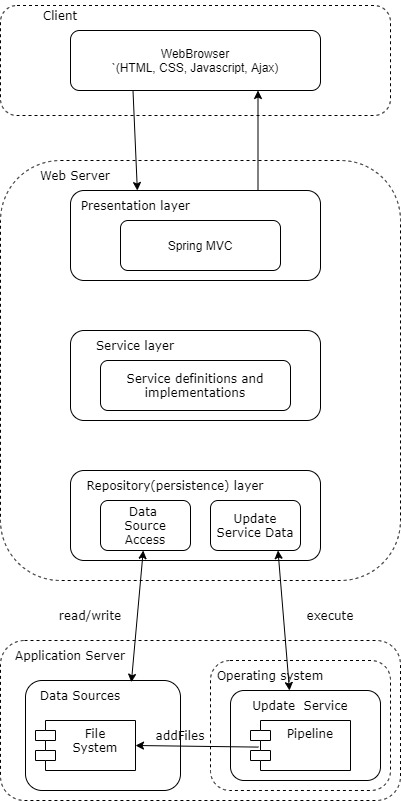 Client
WebBrowser
`(HTML, CSS, Javascript, Ajax)
Web Server
Presentation layer
Spring MVC
Service layer
Service definitions and
implementations
Repository(persistence) layer
Data
Source
Access
Update
Service Data
read/write
execute
Application Server
Operating system
Data Sources
Update  Service
File
System
addFiles
Pipeline